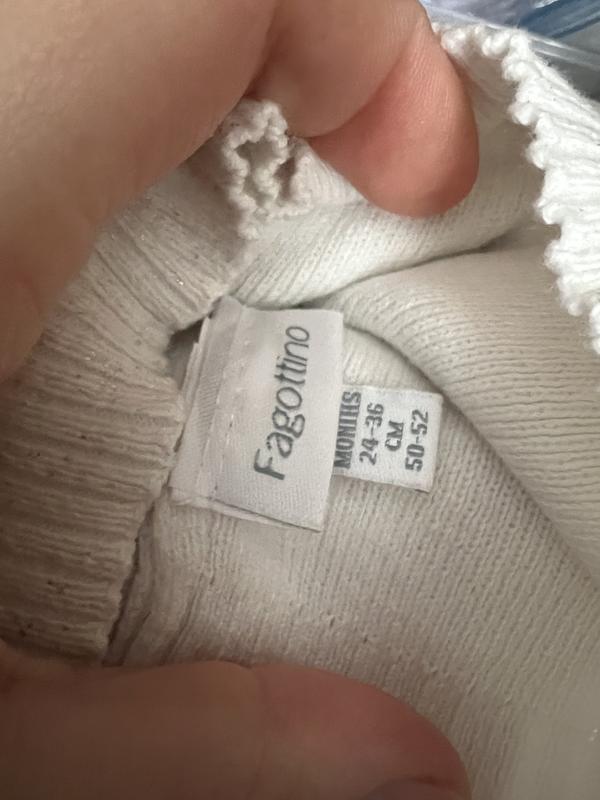 Fagottino
MONTHS
24-36
CM
50-52